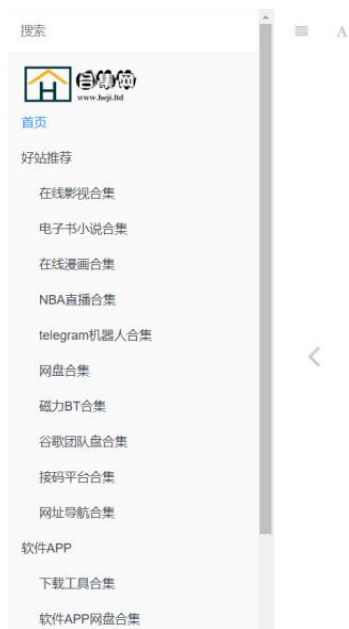 搜索
A
www.heji.ltd
首页
好站推荐
在线影视合集
电子书小说合集
在线漫画合集
NBA直播合集
telegram机器人合集
网盘合集
磁力BT合集
谷歌团队盘合集
接码平台合集
网址导航合集
软件APP
下载工具合集
软件APP网盘合集